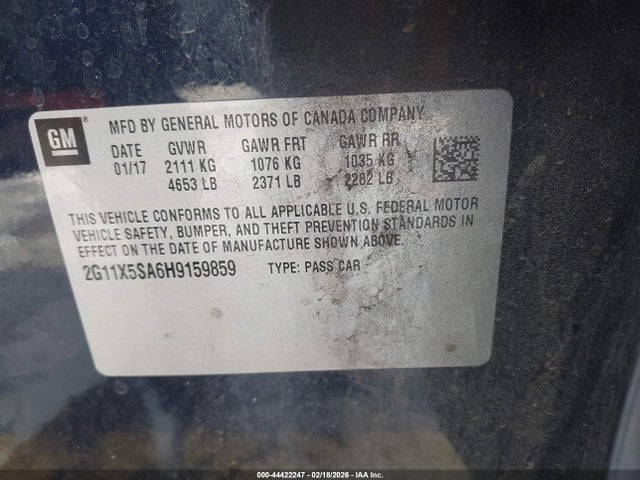 GM ®
MFD BY GENERAL MOTORS OF CANADA COMPANY
DATE GVWR GAWR FRT GAWR RR
01/17 2111 KG 1076 KG 1035 KG
4653 LB 2371 LB 2282 LB
THIS VEHICLE CONFORMS TO ALL APPLICABLE U.S. FEDERAL MOTOR
VEHICLE SAFETY, BUMPER, AND THEFT PREVENTION STANDARDS IN
EFFECT ON THE DATE OF MANUFACTURE SHOWN ABOVE.
2G11X5SA6H9159859 TYPE: PASS CAR
000-44422247 - 02/18/2026 - IAA Inc.